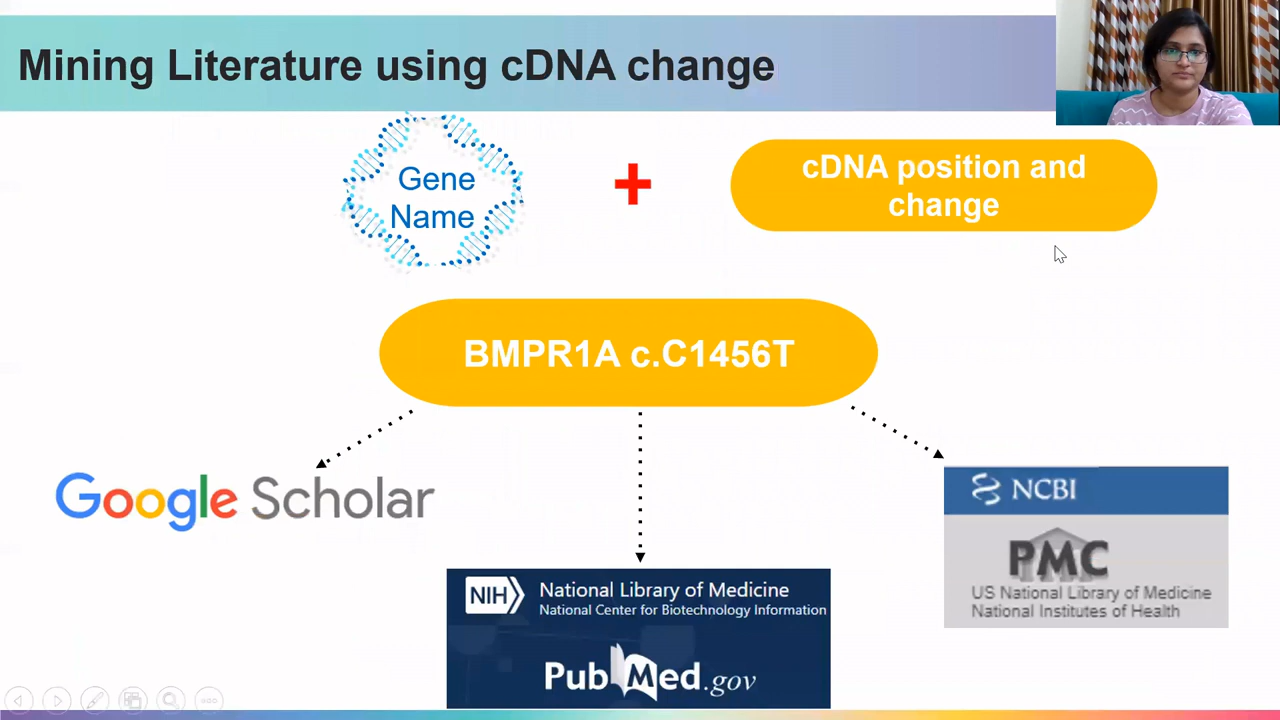 Mining Literature using cDNA change
Gene
Name
+
cDNA position and
change
BMPR1A c.C1456T
Google Scholar
NIH
National Library of Medicine
National Center for Biotechnology Information
PubMed.gov
NCBI
PMC
US National Library of Medicine
National Institutes of Health